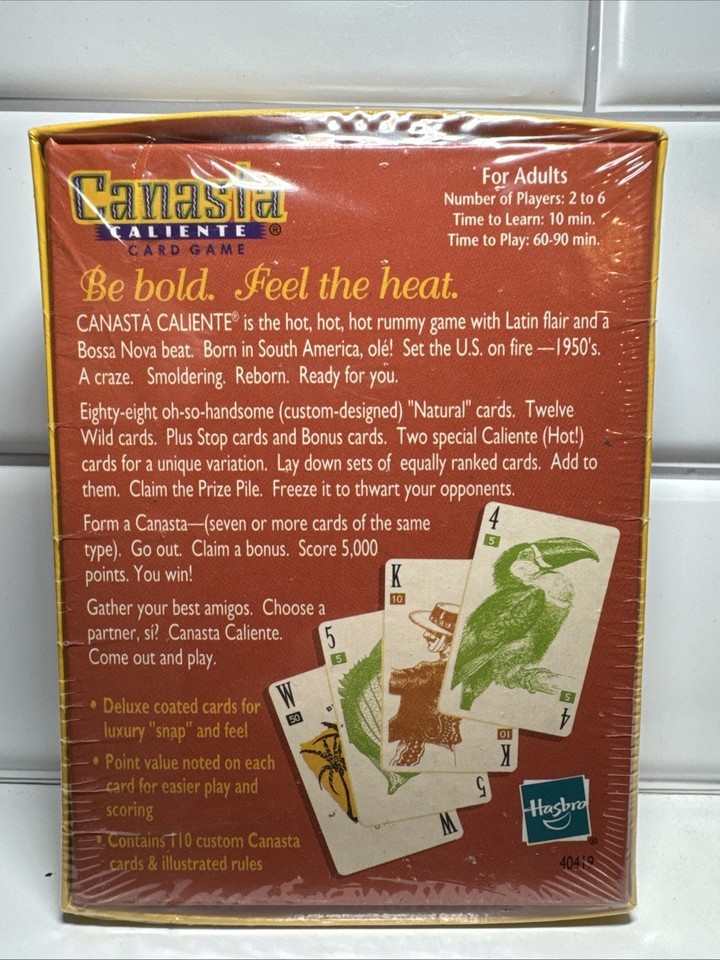 Canasta
CALIENTE ®
CARD GAME
For Adults
Number of Players: 2 to 6
Time to Learn: 10 min.
Time to Play: 60-90 min.
Be bold. Feel the heat.
CANASTA CALIENTE® is the hot, hot, hot rummy game with Latin flair and a
Bossa Nova beat. Born in South America, olé! Set the U.S. on fire —1950's.
A craze. Smoldering. Reborn. Ready for you.
Eighty-eight oh-so-handsome (custom-designed) "Natural" cards. Twelve
Wild cards. Plus Stop cards and Bonus cards. Two special Caliente (Hot!)
cards for a unique variation. Lay down sets of equally ranked cards. Add to
them. Claim the Prize Pile. Freeze it to thwart your opponents.
Form a Canasta—(seven or more cards of the same
type). Go out. Claim a bonus. Score 5,000
points. You win!
Gather your best amigos. Choose a
partner, si? Canasta Caliente.
Come out and play.
• Deluxe coated cards for
luxury "snap" and feel
• Point value noted on each
card for easier play and
scoring
• Contains 110 custom Canasta
cards & illustrated rules
W
50
W
5
5
5
K
10
10
K
4
5
5
4
Hasbro
®
40419